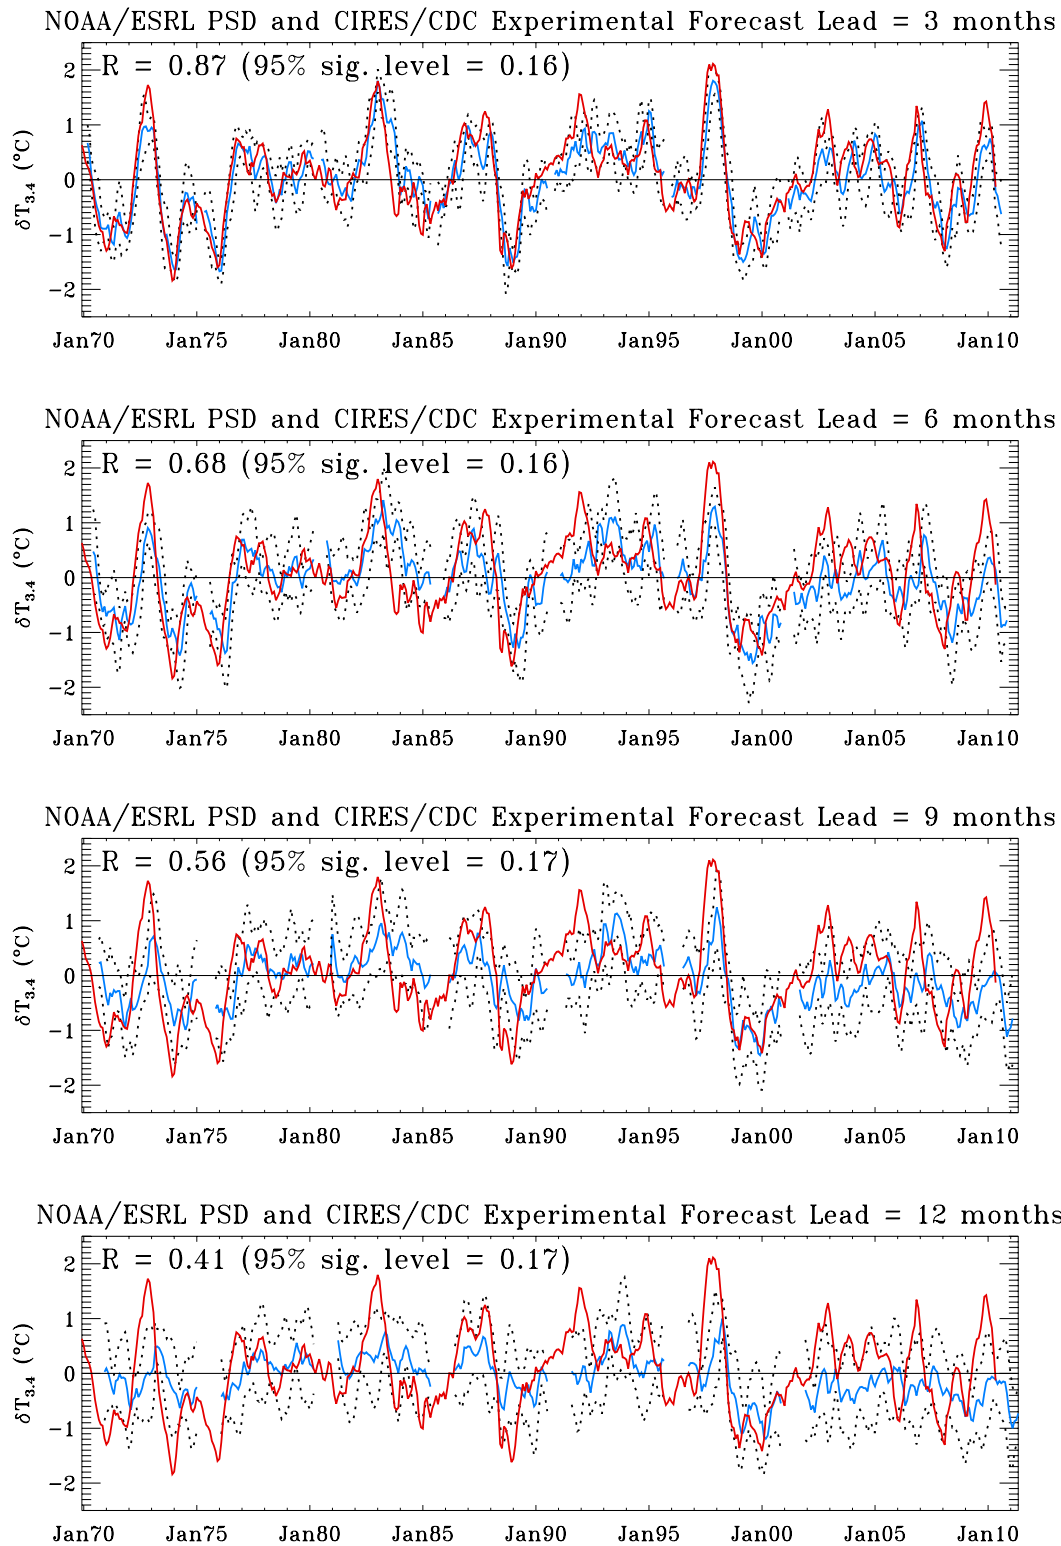 NOAA/ESRL PSD and CIRES/CDC Experimental Forecast Lead = 3 months
R = 0.87 (95% sig. level = 0.16)
δT3.4 (°C)
2
1
0
−1
−2
Jan70 Jan75 Jan80 Jan85 Jan90 Jan95 Jan00 Jan05 Jan10
NOAA/ESRL PSD and CIRES/CDC Experimental Forecast Lead = 6 months
R = 0.68 (95% sig. level = 0.16)
δT3.4 (°C)
2
1
0
−1
−2
Jan70 Jan75 Jan80 Jan85 Jan90 Jan95 Jan00 Jan05 Jan10
NOAA/ESRL PSD and CIRES/CDC Experimental Forecast Lead = 9 months
R = 0.56 (95% sig. level = 0.17)
δT3.4 (°C)
2
1
0
−1
−2
Jan70 Jan75 Jan80 Jan85 Jan90 Jan95 Jan00 Jan05 Jan10
NOAA/ESRL PSD and CIRES/CDC Experimental Forecast Lead = 12 months
R = 0.41 (95% sig. level = 0.17)
δT3.4 (°C)
2
1
0
−1
−2
Jan70 Jan75 Jan80 Jan85 Jan90 Jan95 Jan00 Jan05 Jan10